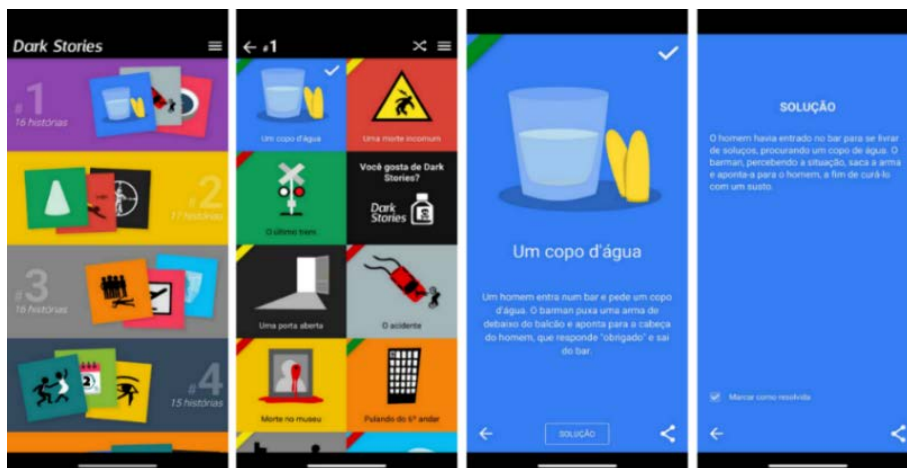 Dark Stories
#1
16 histórias
#2
17 histórias
#3
16 histórias
#4
15 histórias
#1
Um copo d'água
Uma morte incomum
O último trem.
Você gosta de Dark
Stories?
Dark
Stories
Uma porta aberta
O acidente
Morte no museu
Pulando do 6º andar
Um copo d'água
Um homem entra num bar e pede um copo
d'água. O barman puxa uma arma de
debaixo do balcão e aponta para a cabeça
do homem, que responde "obrigado" e sai
do bar.
SOLUÇÃO
SOLUÇÃO
O homem havia entrado no bar para se livrar
de soluços, procurando um copo de água. O
barman, percebendo a situação, saca a arma
e aponta-a para o homem, a fim de curá-lo
com um susto.
Marcar como resolvida